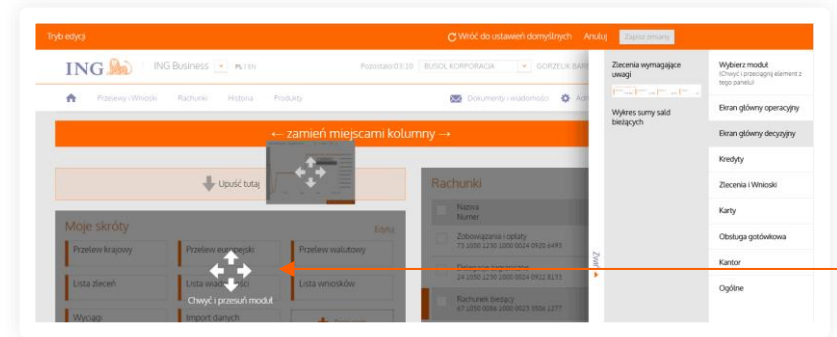 Tryb edycji
Wróć do ustawień domyślnych
Anuluj
Zapisz zmiany
ING
ING Business
PL | EN
Pozostało: 03:10
BUSOL KORPORACJA
GORZELIK BAR
Przelewy i Wnioski
Rachunki
Historia
Produkty
Dokumenty i wiadomości
← zamień miejscami kolumny →
Upuść tutaj
Moje skróty
Edytuj
Przelew krajowy
Przelew europejski
Przelew walutowy
Lista zleceń
Lista wniosków
Chwyć i przesuń moduł
Wyciągi
Import danych
Rachunki
Nazwa
Numer
Zobowiązania i opłaty
Rachunek bieżący
Zwiń
Zlecenia wymagające
uwagi
Wykres sumy sald
bieżących
Wybierz moduł
(Chwyć i przeciągnij element z
tego panelu)
Ekran główny operacyjny
Ekran główny decyzyjny
Kredyty
Zlecenia i Wnioski
Karty
Obsługa gotówkowa
Kantor
Ogólne